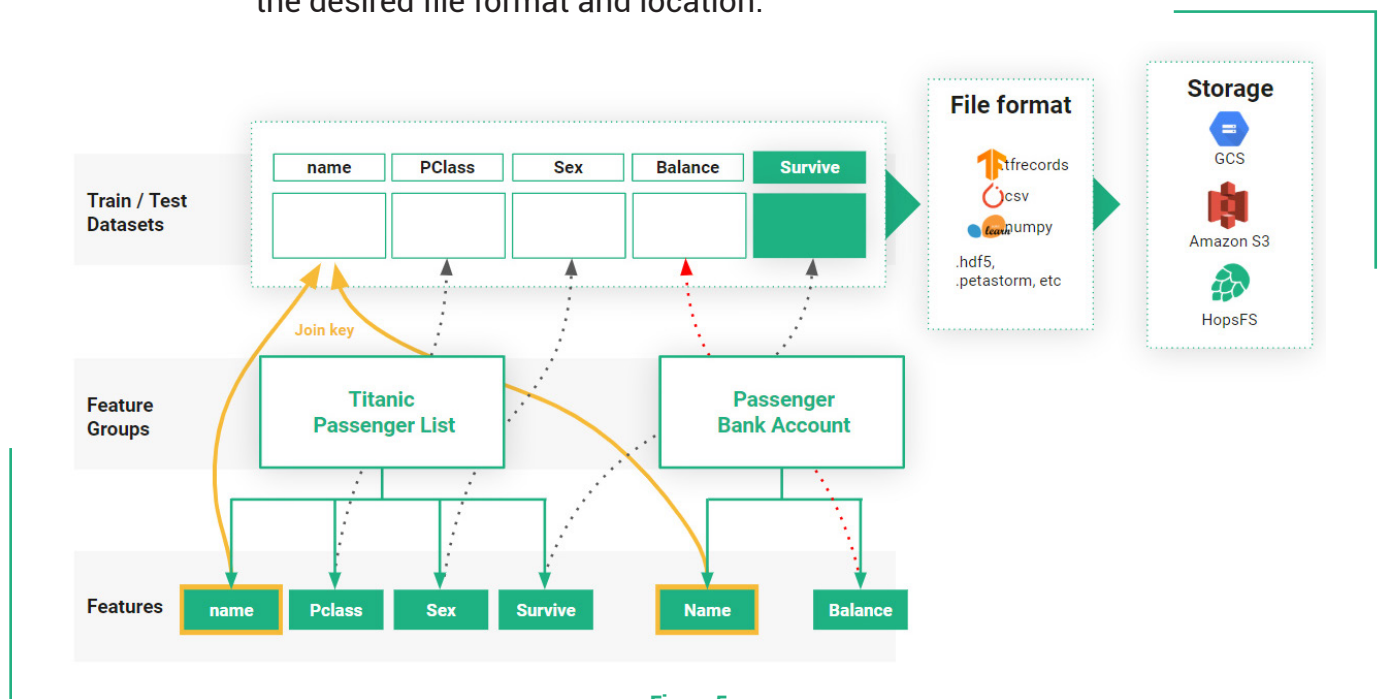 the desired file format and location.
Train / Test
Datasets
name
PClass
Sex
Balance
Survive
File format
tfrecords
csv
learn
numpy
.hdf5,
.petastorm, etc
Storage
GCS
Amazon S3
HopsFS
Join key
Feature
Groups
Titanic
Passenger List
Passenger
Bank Account
Features
name
Pclass
Sex
Survive
Name
Balance